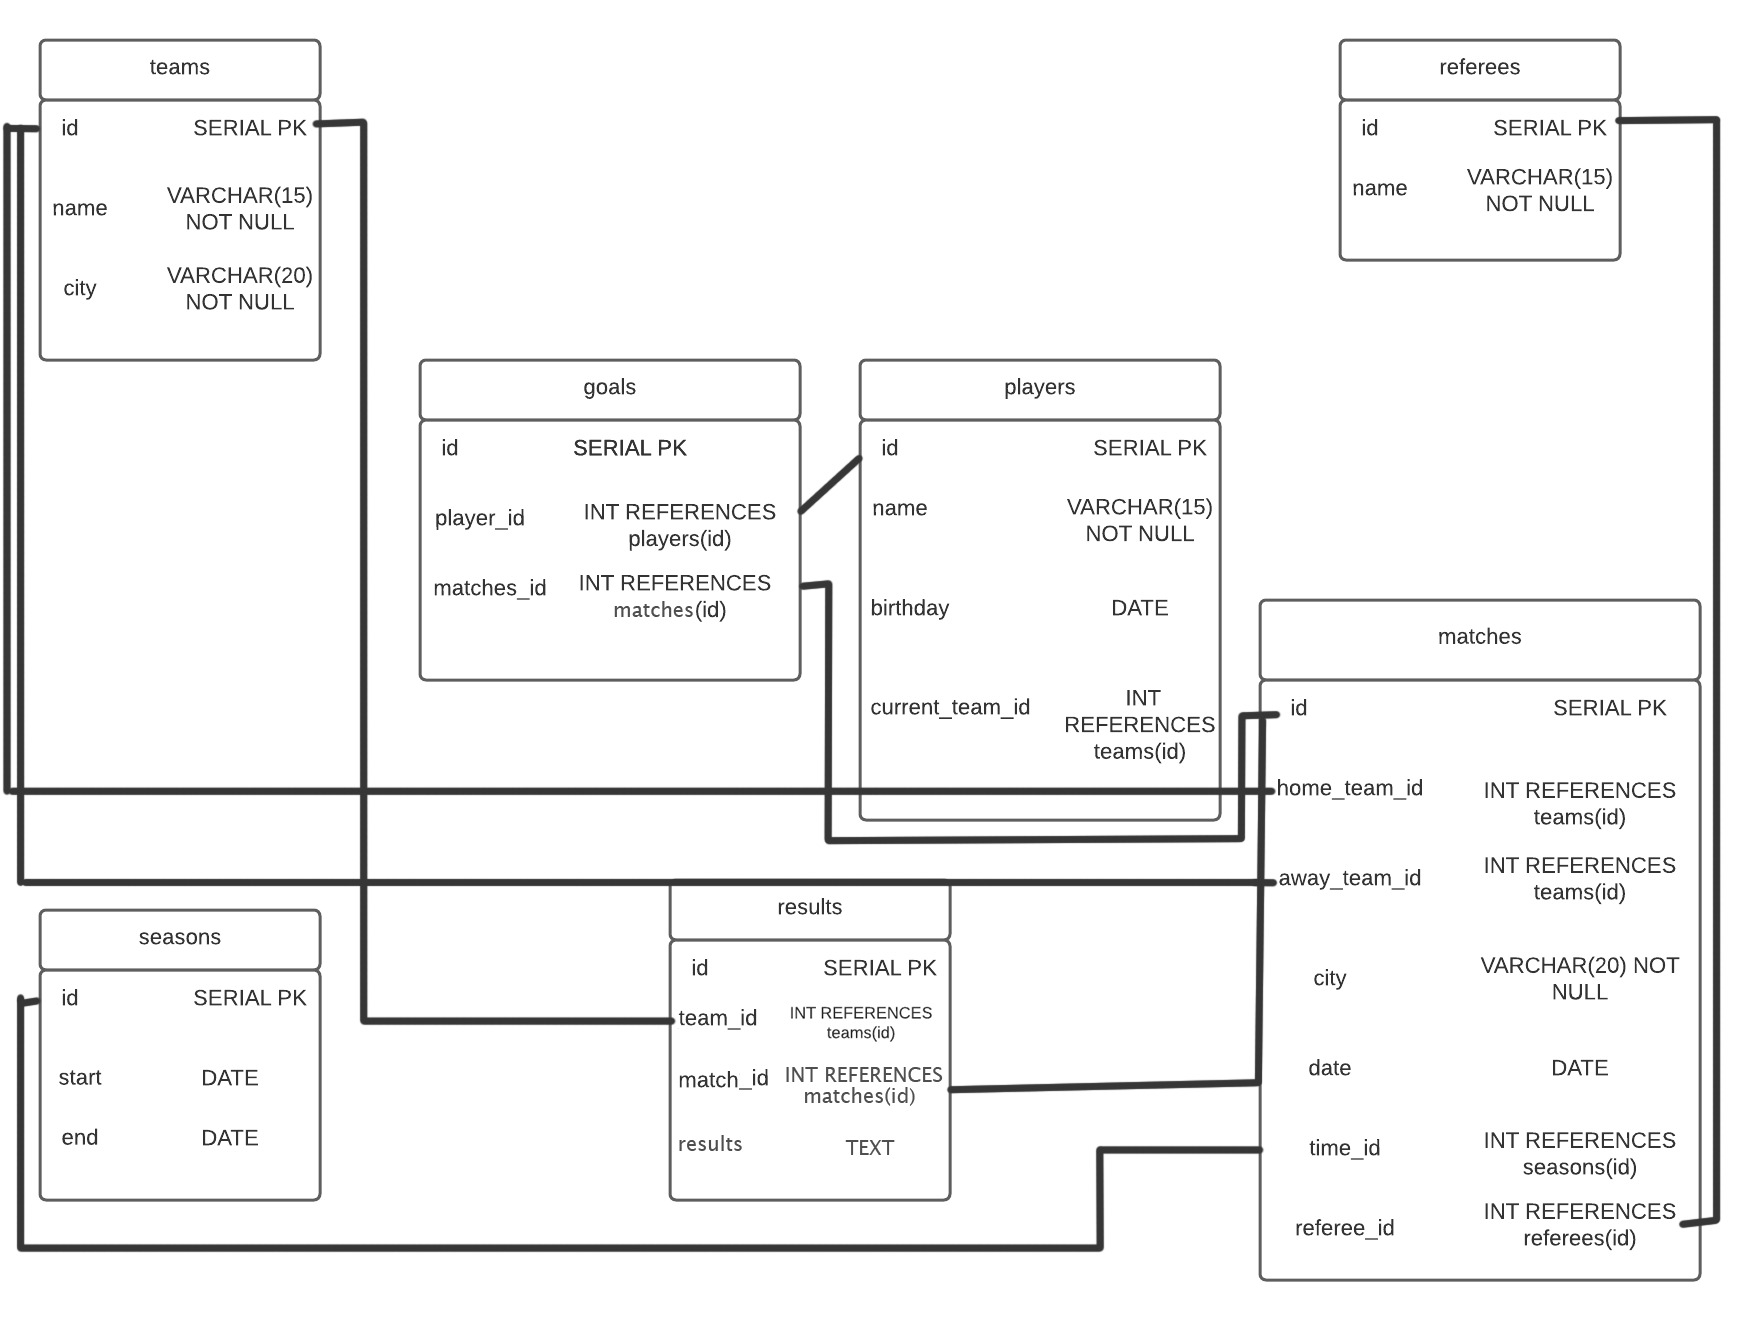 teams
id SERIAL PK
name VARCHAR(15)
NOT NULL
city VARCHAR(20)
NOT NULL
referees
id SERIAL PK
name VARCHAR(15)
NOT NULL
goals
id SERIAL PK
player_id INT REFERENCES
players(id)
matches_id INT REFERENCES
matches(id)
players
id SERIAL PK
name VARCHAR(15)
NOT NULL
birthday DATE
current_team_id INT
REFERENCES
teams(id)
matches
id SERIAL PK
home_team_id INT REFERENCES
teams(id)
away_team_id INT REFERENCES
teams(id)
city VARCHAR(20) NOT
NULL
date DATE
time_id INT REFERENCES
seasons(id)
referee_id INT REFERENCES
referees(id)
seasons
id SERIAL PK
start DATE
end DATE
results
id SERIAL PK
team_id INT REFERENCES
teams(id)
match_id INT REFERENCES
matches(id)
results TEXT